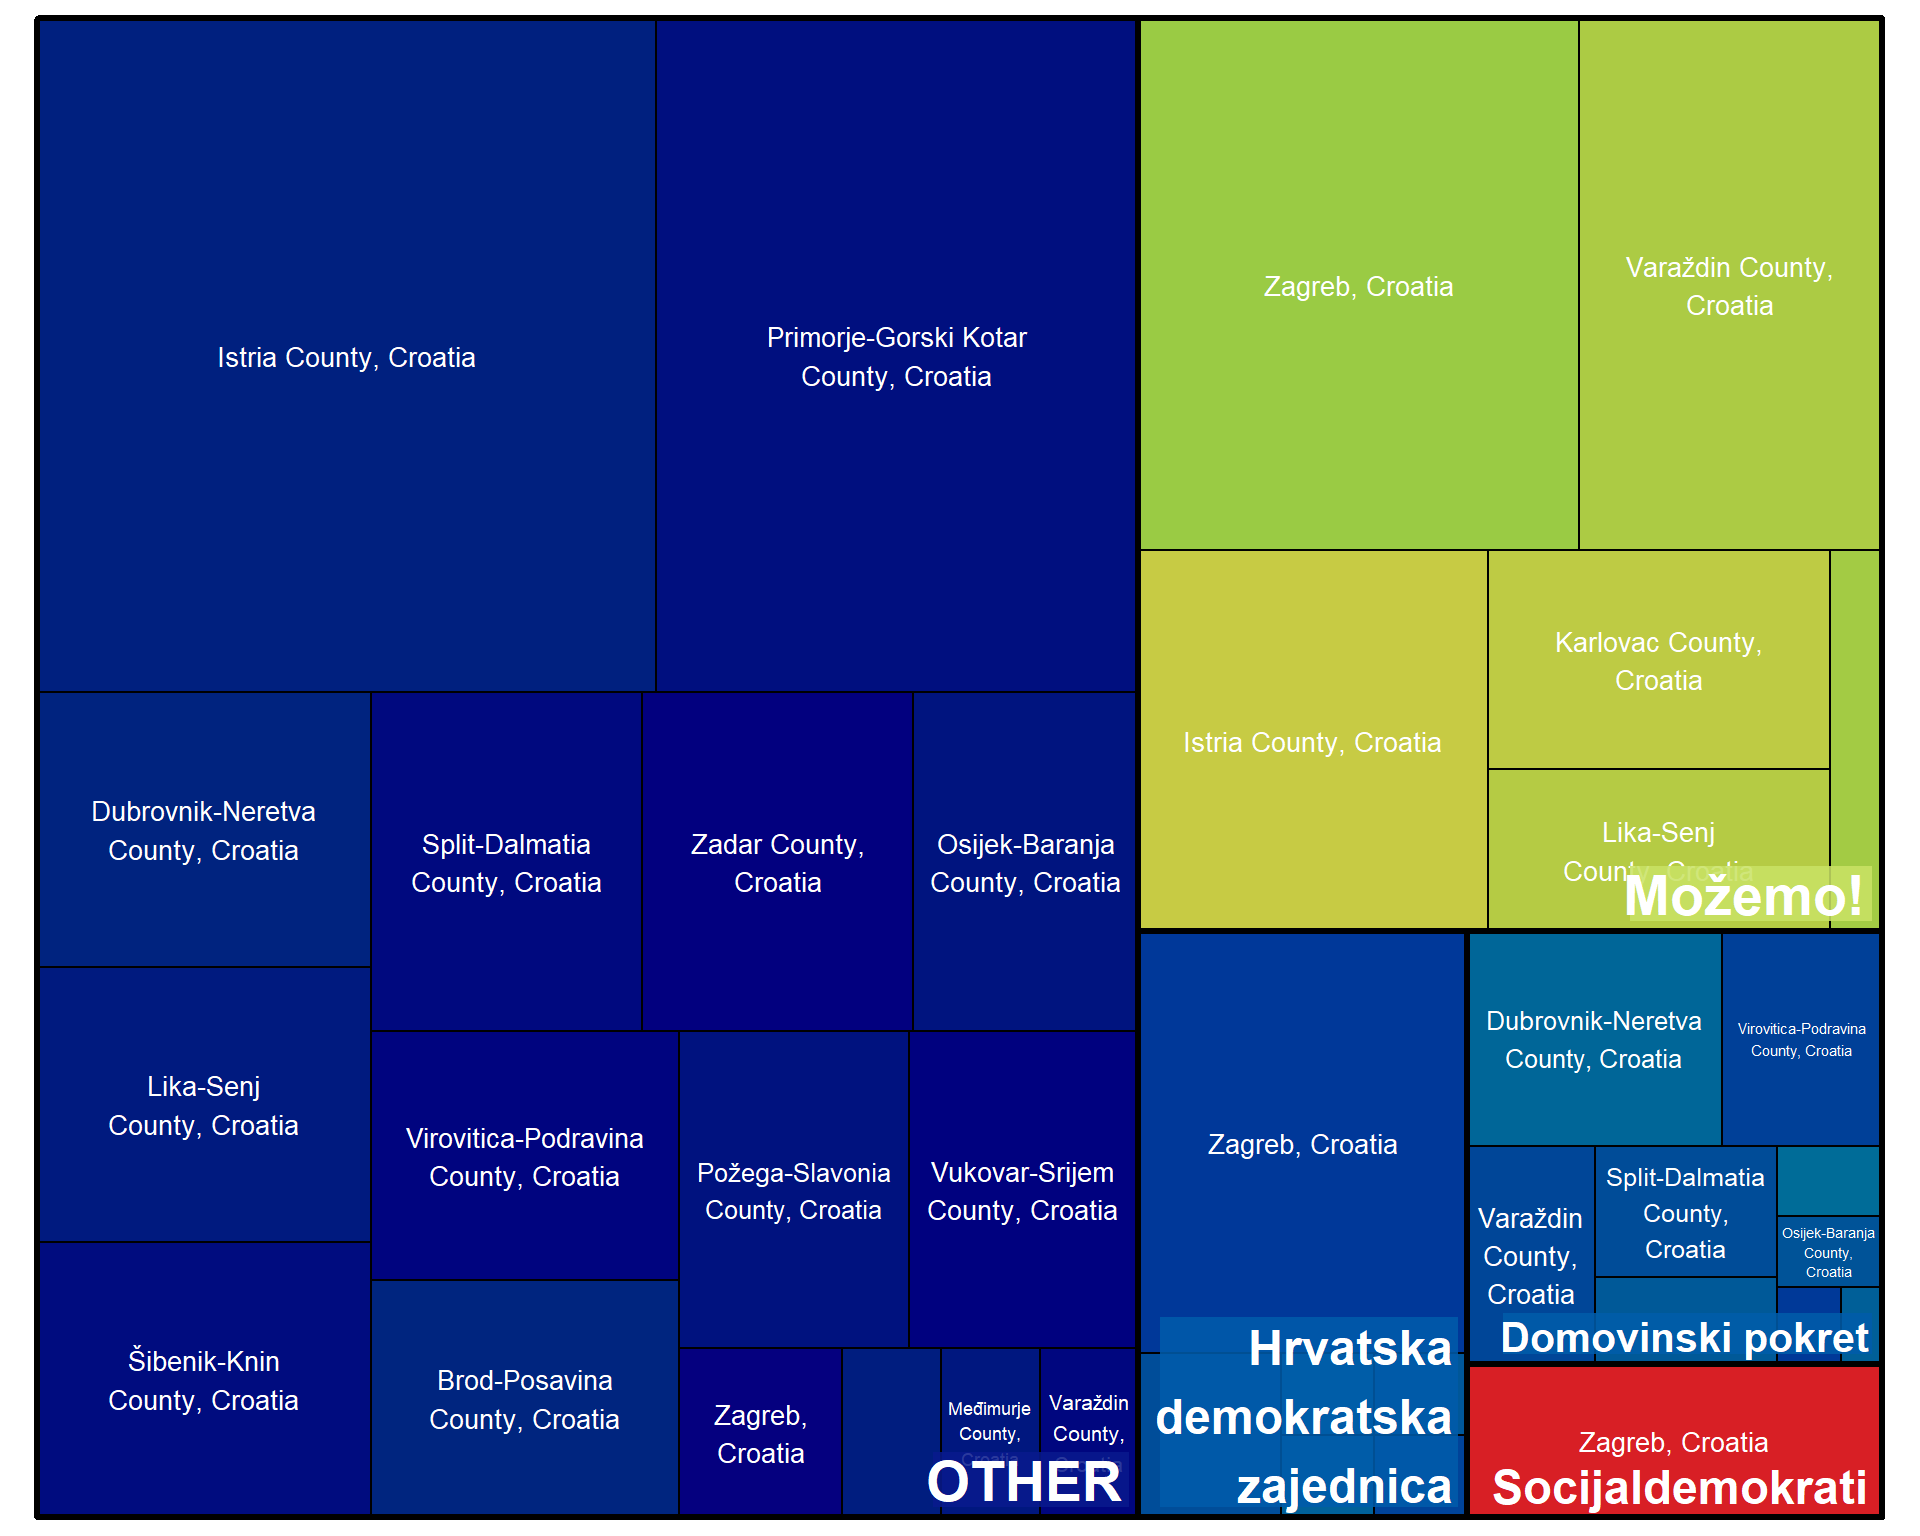 Istria County, Croatia
Primorje-Gorski Kotar
County, Croatia
Dubrovnik-Neretva
County, Croatia
Split-Dalmatia
County, Croatia
Zadar County,
Croatia
Osijek-Baranja
County, Croatia
Lika-Senj
County, Croatia
Virovitica-Podravina
County, Croatia
Požega-Slavonia
County, Croatia
Vukovar-Srijem
County, Croatia
Šibenik-Knin
County, Croatia
Brod-Posavina
County, Croatia
Zagreb,
Croatia
Međimurje
County,
Croatia
Varaždin
County,
Croatia
OTHER
Zagreb, Croatia
Varaždin County,
Croatia
Istria County, Croatia
Karlovac County,
Croatia
Lika-Senj
County, Croatia
Možemo!
Zagreb, Croatia
Hrvatska
demokratska
zajednica
Dubrovnik-Neretva
County, Croatia
Virovitica-Podravina
County, Croatia
Varaždin
County,
Croatia
Split-Dalmatia
County,
Croatia
Osijek-Baranja
County,
Croatia
Domovinski pokret
Zagreb, Croatia
Socijaldemokrati